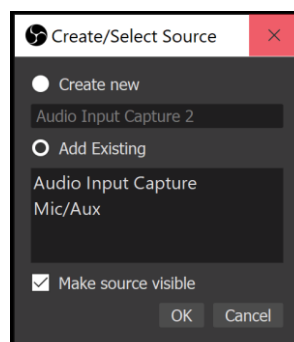 Create/Select Source
Create new
Audio Input Capture 2
Add Existing
Audio Input Capture
Mic/Aux
Make source visible
OK Cancel